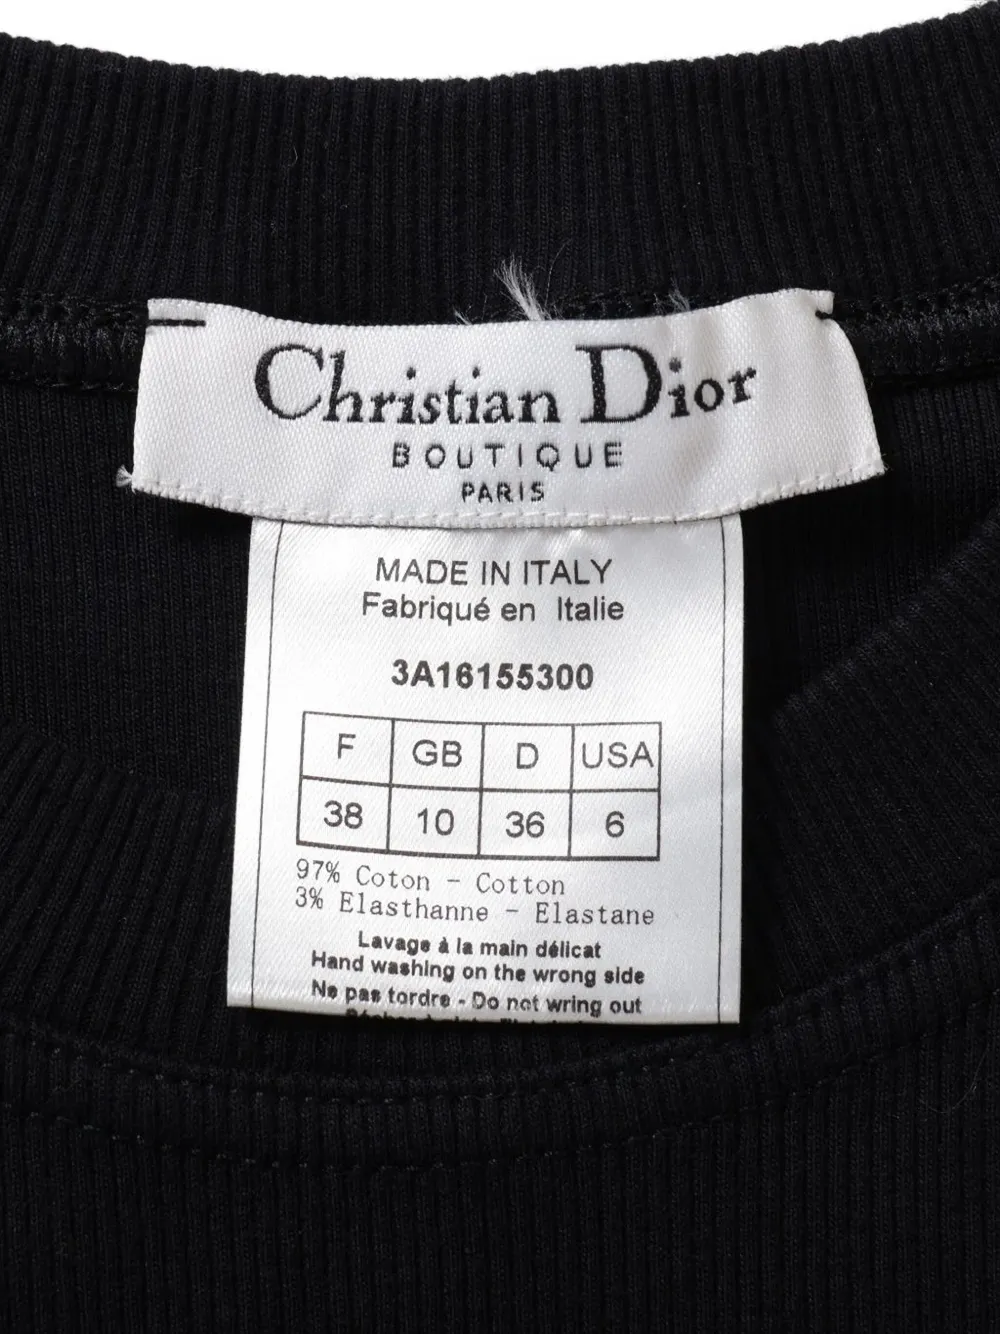 Christian Dior
BOUTIQUE
PARIS
MADE IN ITALY
Fabriqué en Italie
3A16155300
F GB D USA
38 10 36 6
97% Coton - Cotton
3% Elasthanne - Elastane
Lavage à la main délicat
Hand washing on the wrong side
Ne pas tordre - Do not wring out